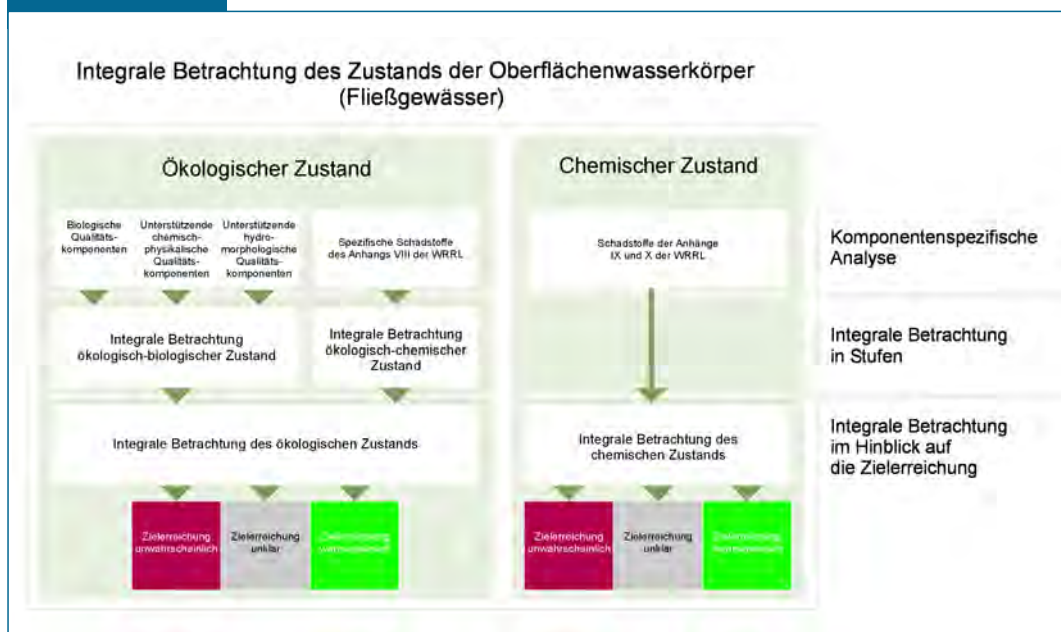 Integrale Betrachtung des Zustands der Oberflächenwasserkörper
(Fließgewässer)
Ökologischer Zustand
Biologische
Qualitäts-
komponenten
Unterstützende
chemisch-
physikalische
Qualitäts-
komponenten
Unterstützende
hydro-
morphologische
Qualitäts-
komponenten
Spezifische Schadstoffe
des Anhangs VIII der WRRL
Integrale Betrachtung
ökologisch-biologischer Zustand
Integrale Betrachtung
ökologisch-chemischer
Zustand
Integrale Betrachtung des ökologischen Zustands
Zielerreichung
unwahrscheinlich
Zielerreichung
unklar
Zielerreichung
Chemischer Zustand
Schadstoffe der Anhänge
IX und X der WRRL
Integrale Betrachtung des
chemischen Zustands
Zielerreichung
unwahrscheinlich
Zielerreichung
unklar
Zielerreichung
Komponentenspezifische
Analyse
Integrale Betrachtung
in Stufen
Integrale Betrachtung
im Hinblick auf
die Zielerreichung